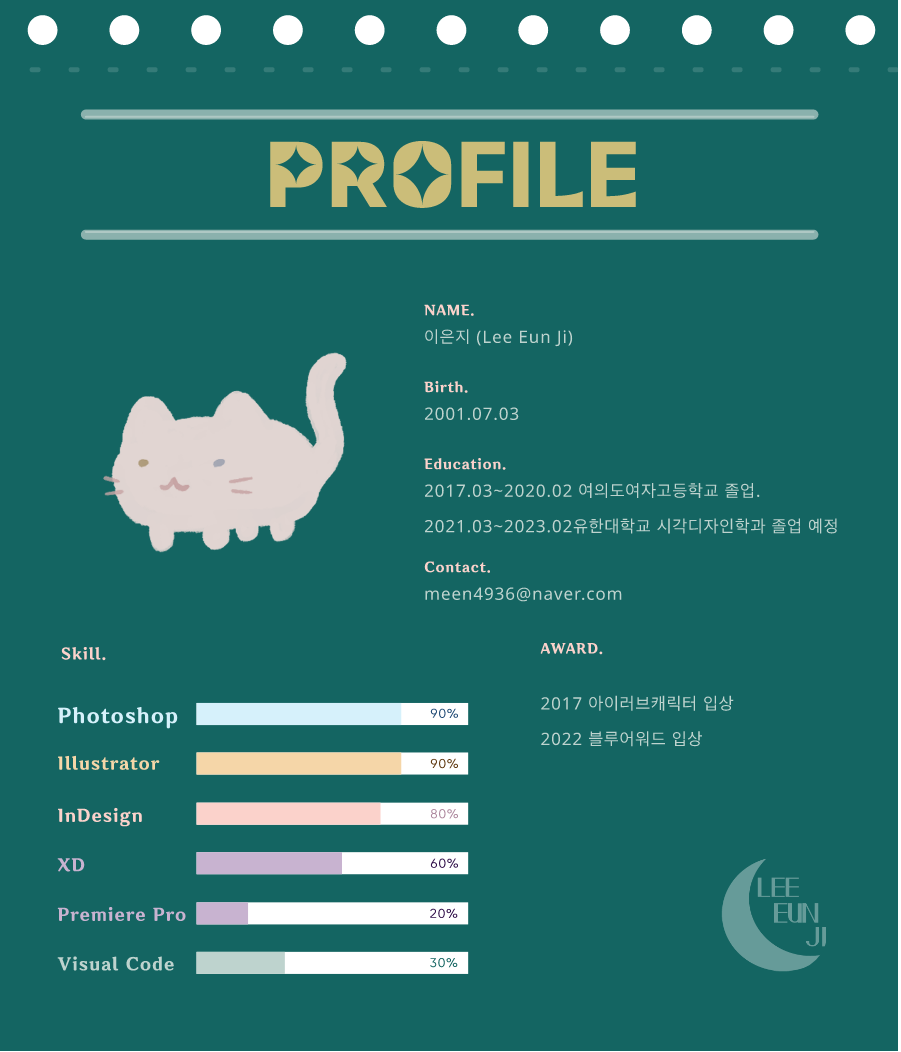 PROFILE
NAME.
이은지 (Lee Eun Ji)
Birth.
2001.07.03
Education.
2017.03~2020.02 여의도여자고등학교 졸업.
2021.03~2023.02유한대학교 시각디자인학과 졸업 예정
Contact.
meen4936@naver.com
Skill.
Photoshop 90%
Illustrator 90%
InDesign 80%
XD 60%
Premiere Pro 20%
Visual Code 30%
AWARD.
2017 아이러브캐릭터 입상
2022 블루어워드 입상
LEE
EUN
JI